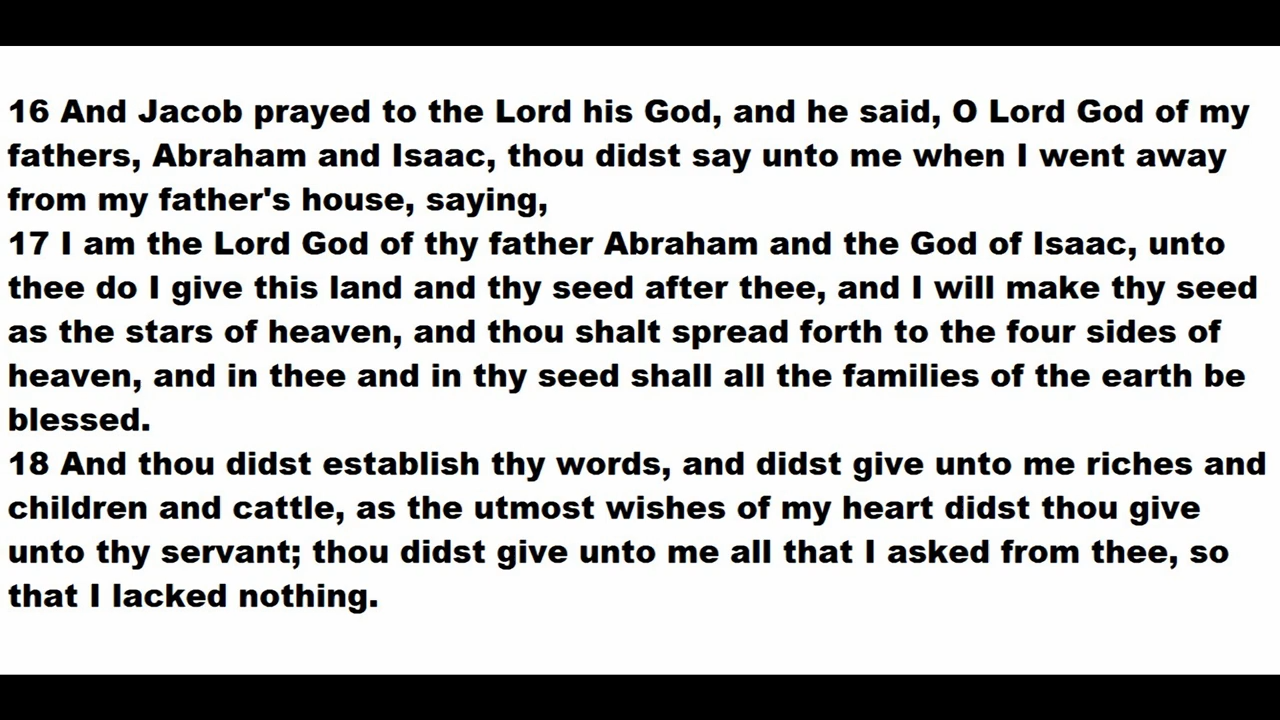 16 And Jacob prayed to the Lord his God, and he said, O Lord God of my
fathers, Abraham and Isaac, thou didst say unto me when I went away
from my father's house, saying,
17 I am the Lord God of thy father Abraham and the God of Isaac, unto
thee do I give this land and thy seed after thee, and I will make thy seed
as the stars of heaven, and thou shalt spread forth to the four sides of
heaven, and in thee and in thy seed shall all the families of the earth be
blessed.
18 And thou didst establish thy words, and didst give unto me riches and
children and cattle, as the utmost wishes of my heart didst thou give
unto thy servant; thou didst give unto me all that I asked from thee, so
that I lacked nothing.